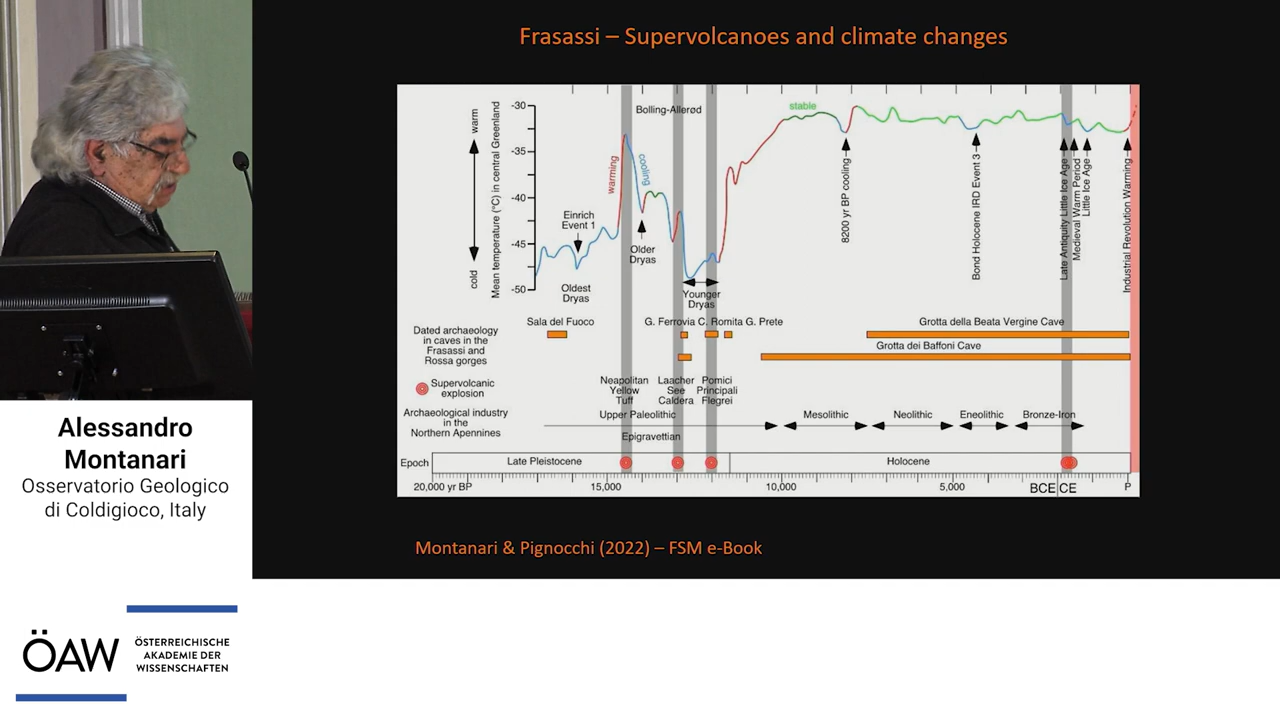 Frasassi – Supervolcanoes and climate changes
warm
cold
Mean temperature (°C) in central Greenland
-30
-35
-40
-45
-50
Bolling-Allerød
warming
cooling
stable
Einrich
Event 1
Older
Dryas
Oldest
Dryas
Younger
Dryas
8200 yr BP cooling
Bond Holocene IRD Event 3
Late Antiquity Little Ice Age
Medieval Warm Period
Little Ice Age
Industrial Revolution Warming
Dated archaeology
in caves in the
Frasassi and
Rossa gorges
Sala del Fuoco
G. Ferrovia C. Romita G. Prete
Grotta della Beata Vergine Cave
Grotta dei Baffoni Cave
Supervolcanic
explosion
Neapolitan
Yellow
Tuff
Laacher
See
Caldera
Pomici
Principali
Flegrei
Archaeological industry
in the
Northern Apennines
Upper Paleolithic
Epigravettian
Mesolithic
Neolithic
Eneolithic
Bronze-Iron
Epoch
Late Pleistocene
Holocene
20,000 yr BP
15,000
10,000
5,000
BCE CE
P
Montanari & Pignocchi (2022) – FSM e-Book
Alessandro
Montanari
Osservatorio Geologico
di Coldigioco, Italy
ÖAW
ÖSTERREICHISCHE
AKADEMIE DER
WISSENSCHAFTEN